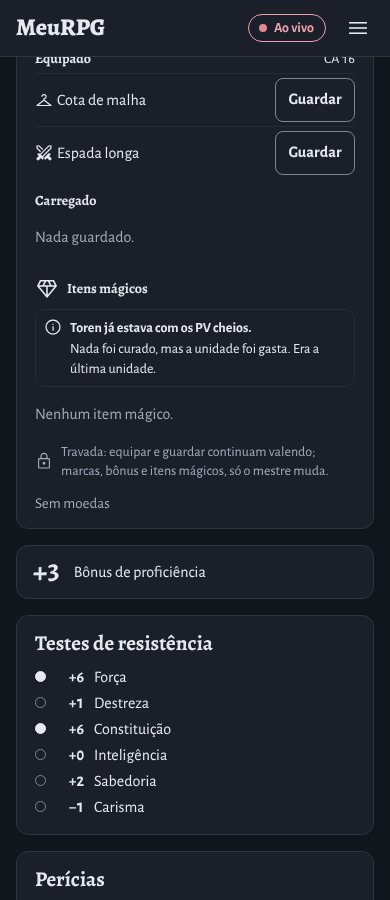 MeuRPG
Ao vivo
Equipado CA 16
Cota de malha Guardar
Espada longa Guardar
Carregado
Nada guardado.
Itens mágicos
Toren já estava com os PV cheios.
Nada foi curado, mas a unidade foi gasta. Era a
última unidade.
Nenhum item mágico.
Travada: equipar e guardar continuam valendo;
marcas, bônus e itens mágicos, só o mestre muda.
Sem moedas
+3 Bônus de proficiência
Testes de resistência
+6 Força
+1 Destreza
+6 Constituição
+0 Inteligência
+2 Sabedoria
−1 Carisma
Perícias